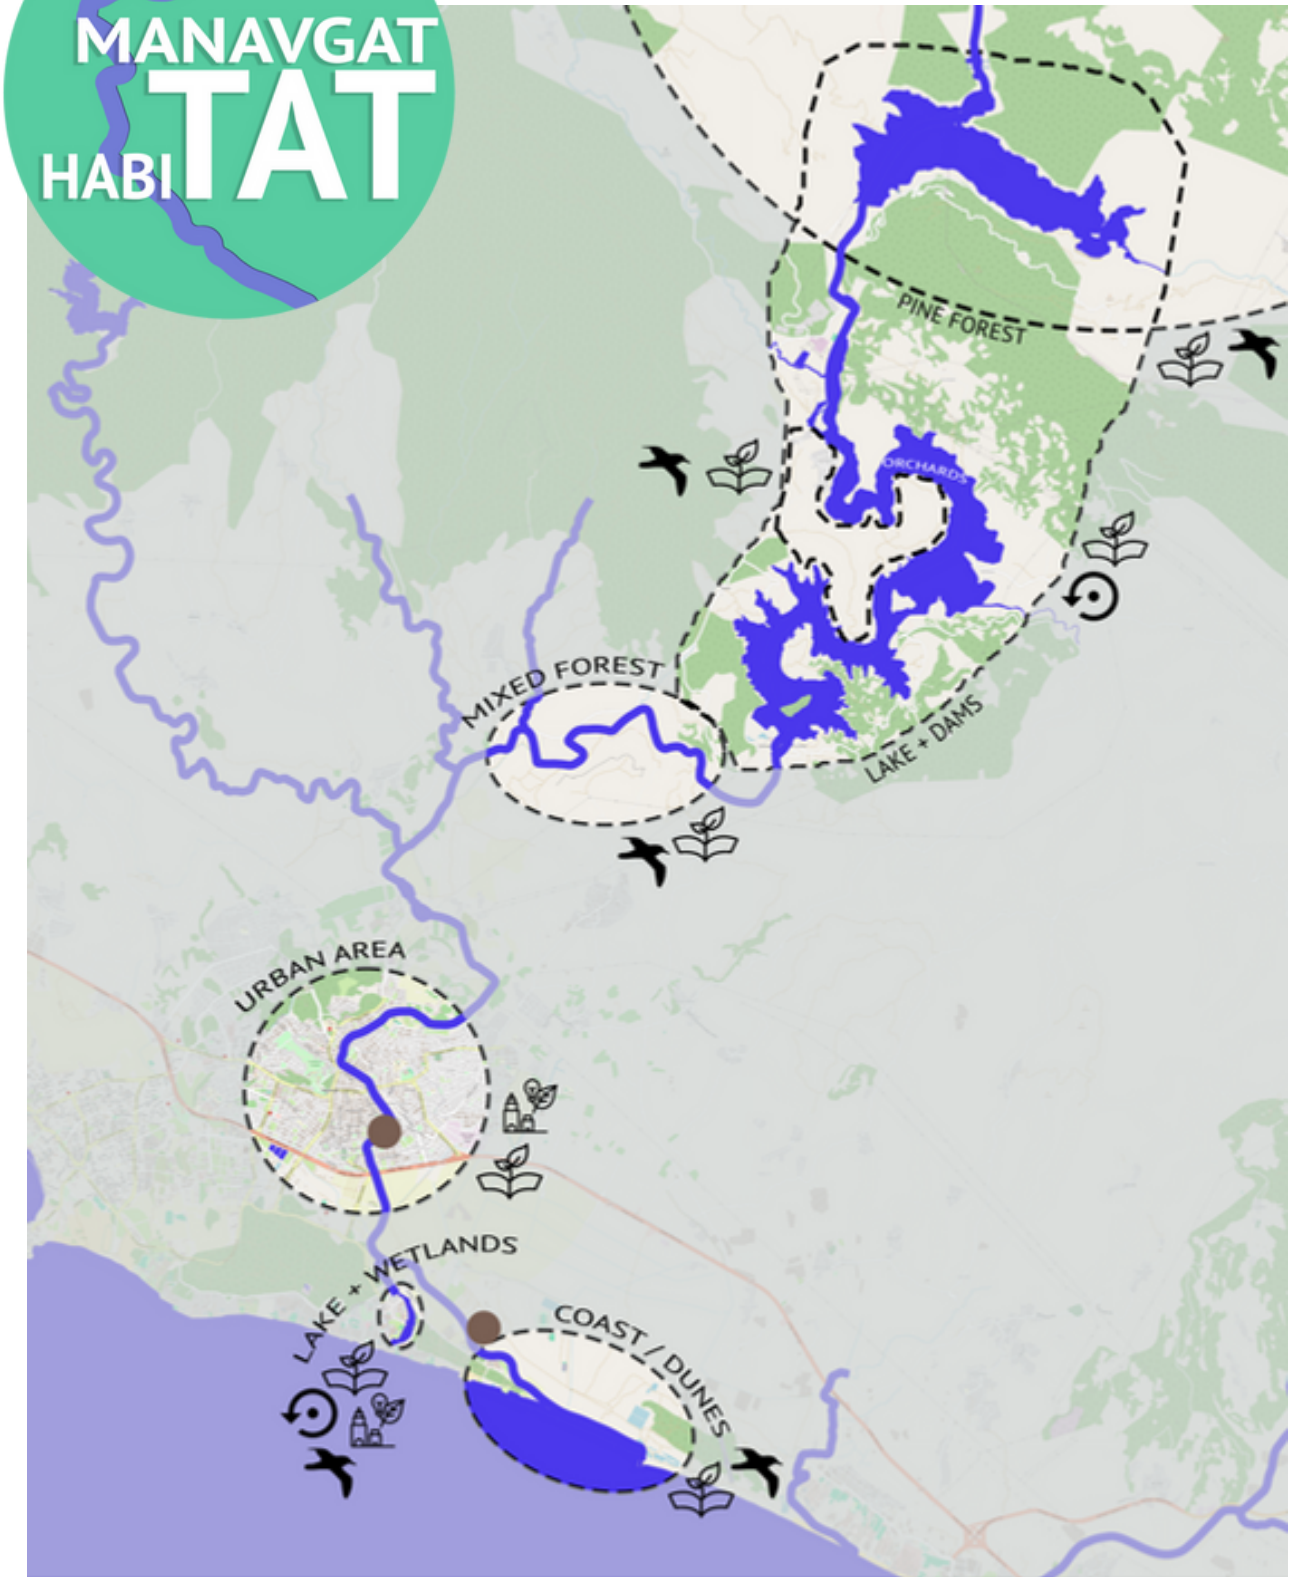 MANAVGAT
HABITAT
PINE FOREST
ORCHARDS
MIXED FOREST
LAKE + DAMS
URBAN AREA
LAKE + WETLANDS
COAST / DUNES